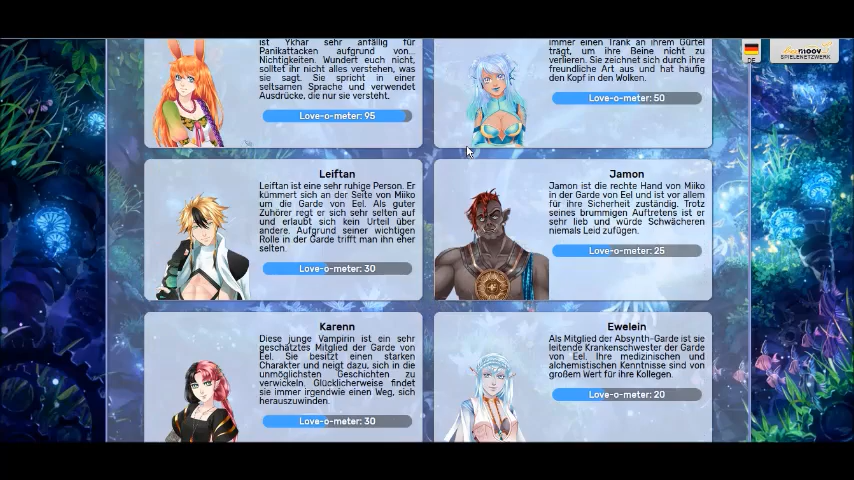 ist Ykhar sehr anfällig für
Panikattacken aufgrund von
Nichtigkeiten. Wundert euch nicht,
solltet ihr nicht alles verstehen, was
sie sagt. Sie spricht in einer
seltsamen Sprache und verwendet
Ausdrücke, die nur sie versteht.
Love-o-meter: 95
immer einen Trank an ihrem Gürtel
trägt, um ihre Beine nicht zu
verlieren. Sie zeichnet sich durch ihre
freundliche Art aus und hat häufig
den Kopf in den Wolken.
Love-o-meter: 50
DE
moov
SPIELENETZWERK
Leiftan
Leiftan ist eine sehr ruhige Person. Er
kümmert sich an der Seite von Miiko
um die Garde von Eel. Als guter
Zuhörer regt er sich sehr selten auf
und erlaubt sich kein Urteil über
andere. Aufgrund seiner wichtigen
Rolle in der Garde trifft man ihn eher
selten.
Love-o-meter: 30
Jamon
Jamon ist die rechte Hand von Miiko
in der Garde von Eel und ist vor allem
für ihre Sicherheit zuständig. Trotz
seines brummigen Auftretens ist er
sehr lieb und würde Schwächeren
niemals Leid zufügen.
Love-o-meter: 25
Karenn
Diese junge Vampirin ist ein sehr
geschätztes Mitglied der Garde von
Eel. Sie besitzt einen starken
Charakter und neigt dazu, sich in die
unmöglichsten Geschichten zu
verwickeln. Glücklicherweise findet
sie immer irgendwie einen Weg, sich
herauszuwinden.
Love-o-meter: 30
Ewelein
Als Mitglied der Absynth-Garde ist sie
leitende Krankenschwester der Garde
von Eel. Ihre medizinischen und
alchemistischen Kenntnisse sind von
großem Wert für ihre Kollegen.
Love-o-meter: 20